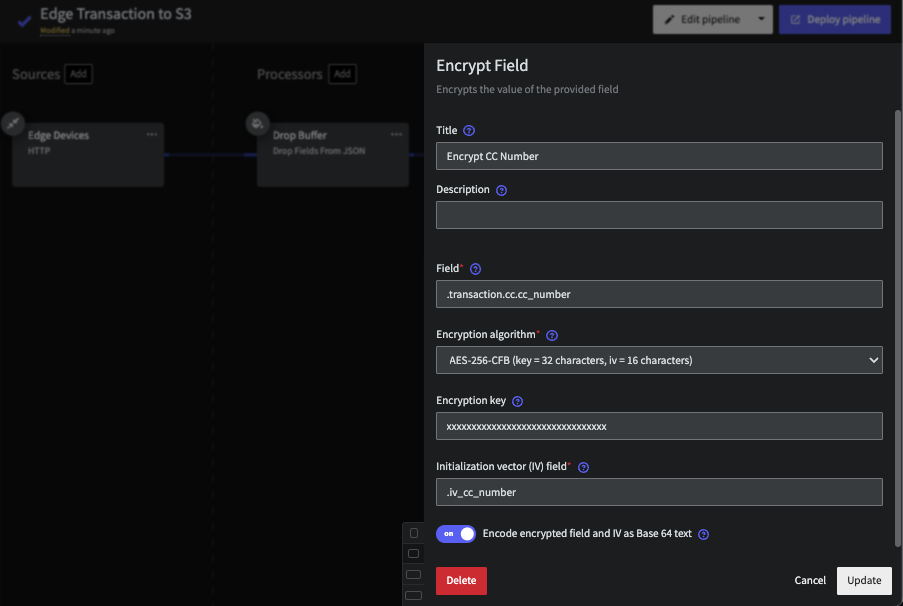 Edge Transaction to S3
Modified a minute ago
Edit pipeline
Deploy pipeline
Sources Add
Processors Add
Edge Devices
HTTP
Drop Buffer
Drop Fields From JSON
Encrypt Field
Encrypts the value of the provided field
Title ?
Encrypt CC Number
Description ?
Field* ?
.transaction.cc.cc_number
Encryption algorithm* ?
AES-256-CFB (key = 32 characters, iv = 16 characters)
Encryption key ?
xxxxxxxxxxxxxxxxxxxxxxxxxxxxxxxx
Initialization vector (IV) field* ?
.iv_cc_number
on Encode encrypted field and IV as Base 64 text ?
Delete
Cancel
Update